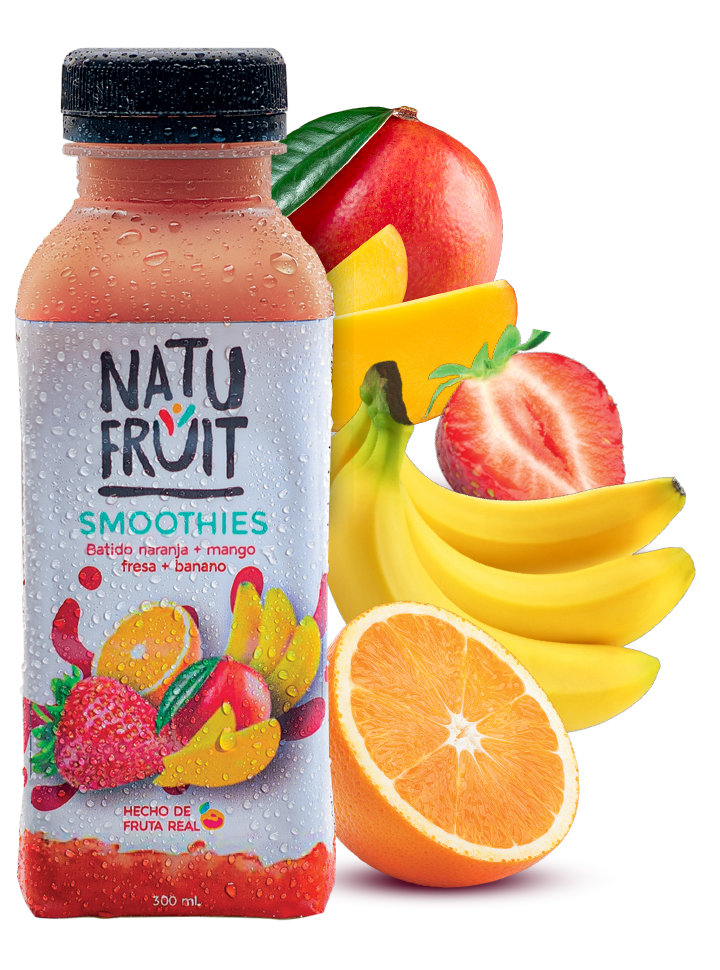 NATU
FRUIT
SMOOTHIES
Batido naranja + mango
fresa + banano
HECHO DE
FRUTA REAL
300 ml.